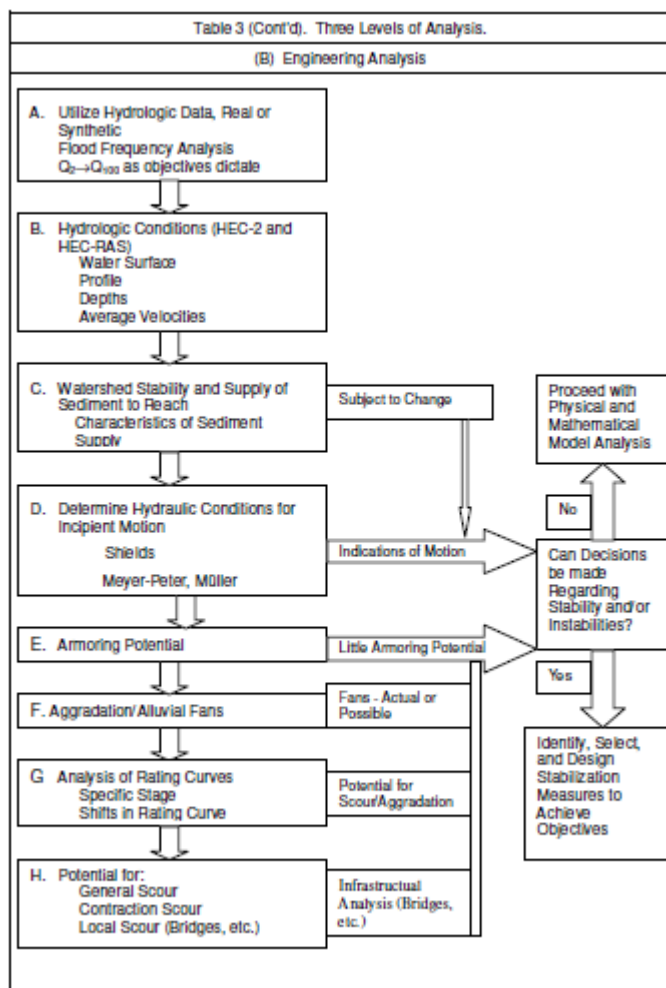 Table 3 (Cont'd). Three Levels of Analysis.
(B) Engineering Analysis
A. Utilize Hydrologic Data, Real or
Synthetic
Flood Frequency Analysis
Q₂→Q₁₀₀ as objectives dictate
B. Hydrologic Conditions (HEC-2 and
HEC-RAS)
Water Surface
Profile
Depths
Average Velocities
C. Watershed Stability and Supply of
Sediment to Reach
Characteristics of Sediment
Supply
Subject to Change
Proceed with
Physical and
Mathematical
Model Analysis
No
D. Determine Hydraulic Conditions for
Incipient Motion
Shields
Meyer-Peter, Müller
Indications of Motion
Can Decisions
be made
Regarding
Stability and/or
Instabilities?
E. Armoring Potential
Little Armoring Potential
Yes
F. Aggradation/Alluvial Fans
Fans - Actual or
Possible
Identify, Select,
and Design
Stabilization
Measures to
Achieve
Objectives
G Analysis of Rating Curves
Specific Stage
Shifts in Rating Curve
Potential for
Scour/Aggradation
H. Potential for:
General Scour
Contraction Scour
Local Scour (Bridges, etc.)
Infrastructual
Analysis (Bridges,
etc.)